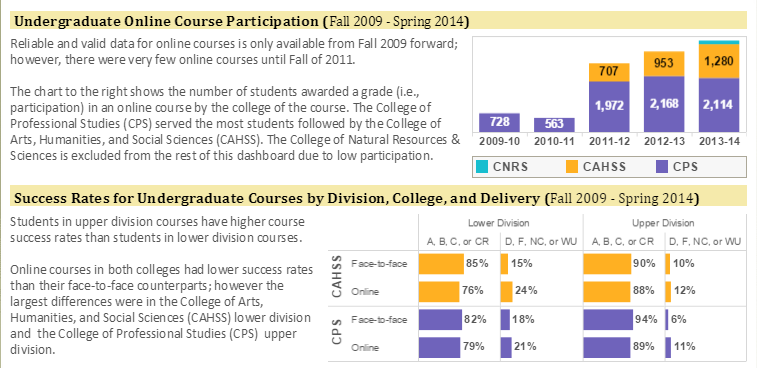 Undergraduate Online Course Participation (Fall 2009 - Spring 2014)
Reliable and valid data for online courses is only available from Fall 2009 forward;
however, there were very few online courses until Fall of 2011.
The chart to the right shows the number of students awarded a grade (i.e.,
participation) in an online course by the college of the course. The College of
Professional Studies (CPS) served the most students followed by the College of
Arts, Humanities, and Social Sciences (CAHSS). The College of Natural Resources &
Sciences is excluded from the rest of this dashboard due to low participation.
707 953 1,280
728 563 1,972 2,168 2,114
2009-10 2010-11 2011-12 2012-13 2013-14
CNRS CAHSS CPS
Success Rates for Undergraduate Courses by Division, College, and Delivery (Fall 2009 - Spring 2014)
Students in upper division courses have higher course
success rates than students in lower division courses.
Online courses in both colleges had lower success rates
than their face-to-face counterparts; however the
largest differences were in the College of Arts,
Humanities, and Social Sciences (CAHSS) lower division
and the College of Professional Studies (CPS) upper
division.
Lower Division Upper Division
A, B, C, or CR D, F, NC, or WU A, B, C, or CR D, F, NC, or WU
CAHSS
Face-to-face 85% 15% 90% 10%
Online 76% 24% 88% 12%
CPS
Face-to-face 82% 18% 94% 6%
Online 79% 21% 89% 11%